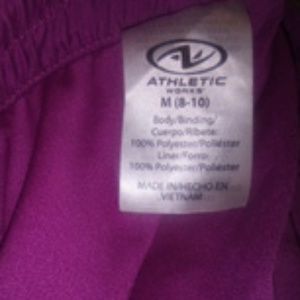 ATHLETIC
WORKS
M (8-10)
Body/Binding/
Cuerpo/Ribete:
100% Polyester/Poliéster
Liner/Forro:
100% Polyester/Poliéster
MADE IN/HECHO EN
VIETNAM